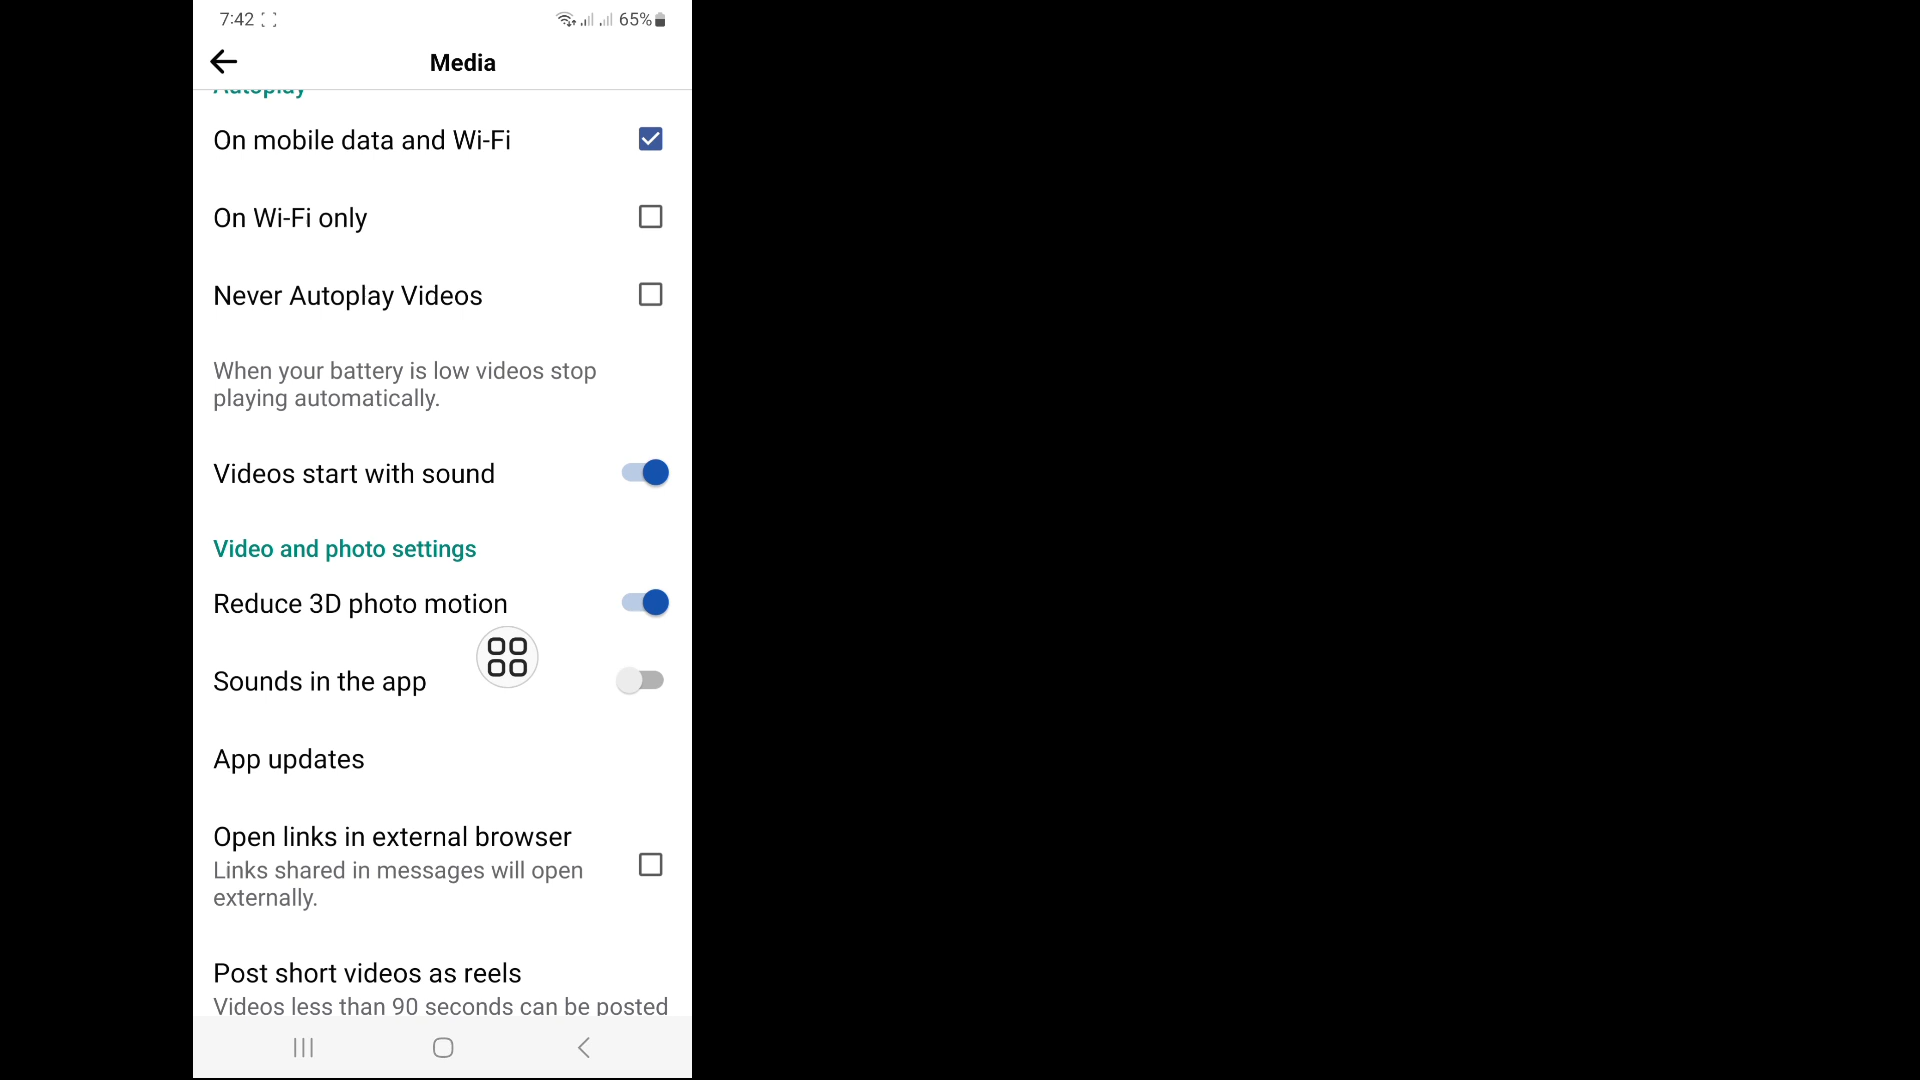 7:42
65%
Media
Autoplay
On mobile data and Wi-Fi
On Wi-Fi only
Never Autoplay Videos
When your battery is low videos stop
playing automatically.
Videos start with sound
Video and photo settings
Reduce 3D photo motion
Sounds in the app
App updates
Open links in external browser
Links shared in messages will open
externally.
Post short videos as reels
Videos less than 90 seconds can be posted